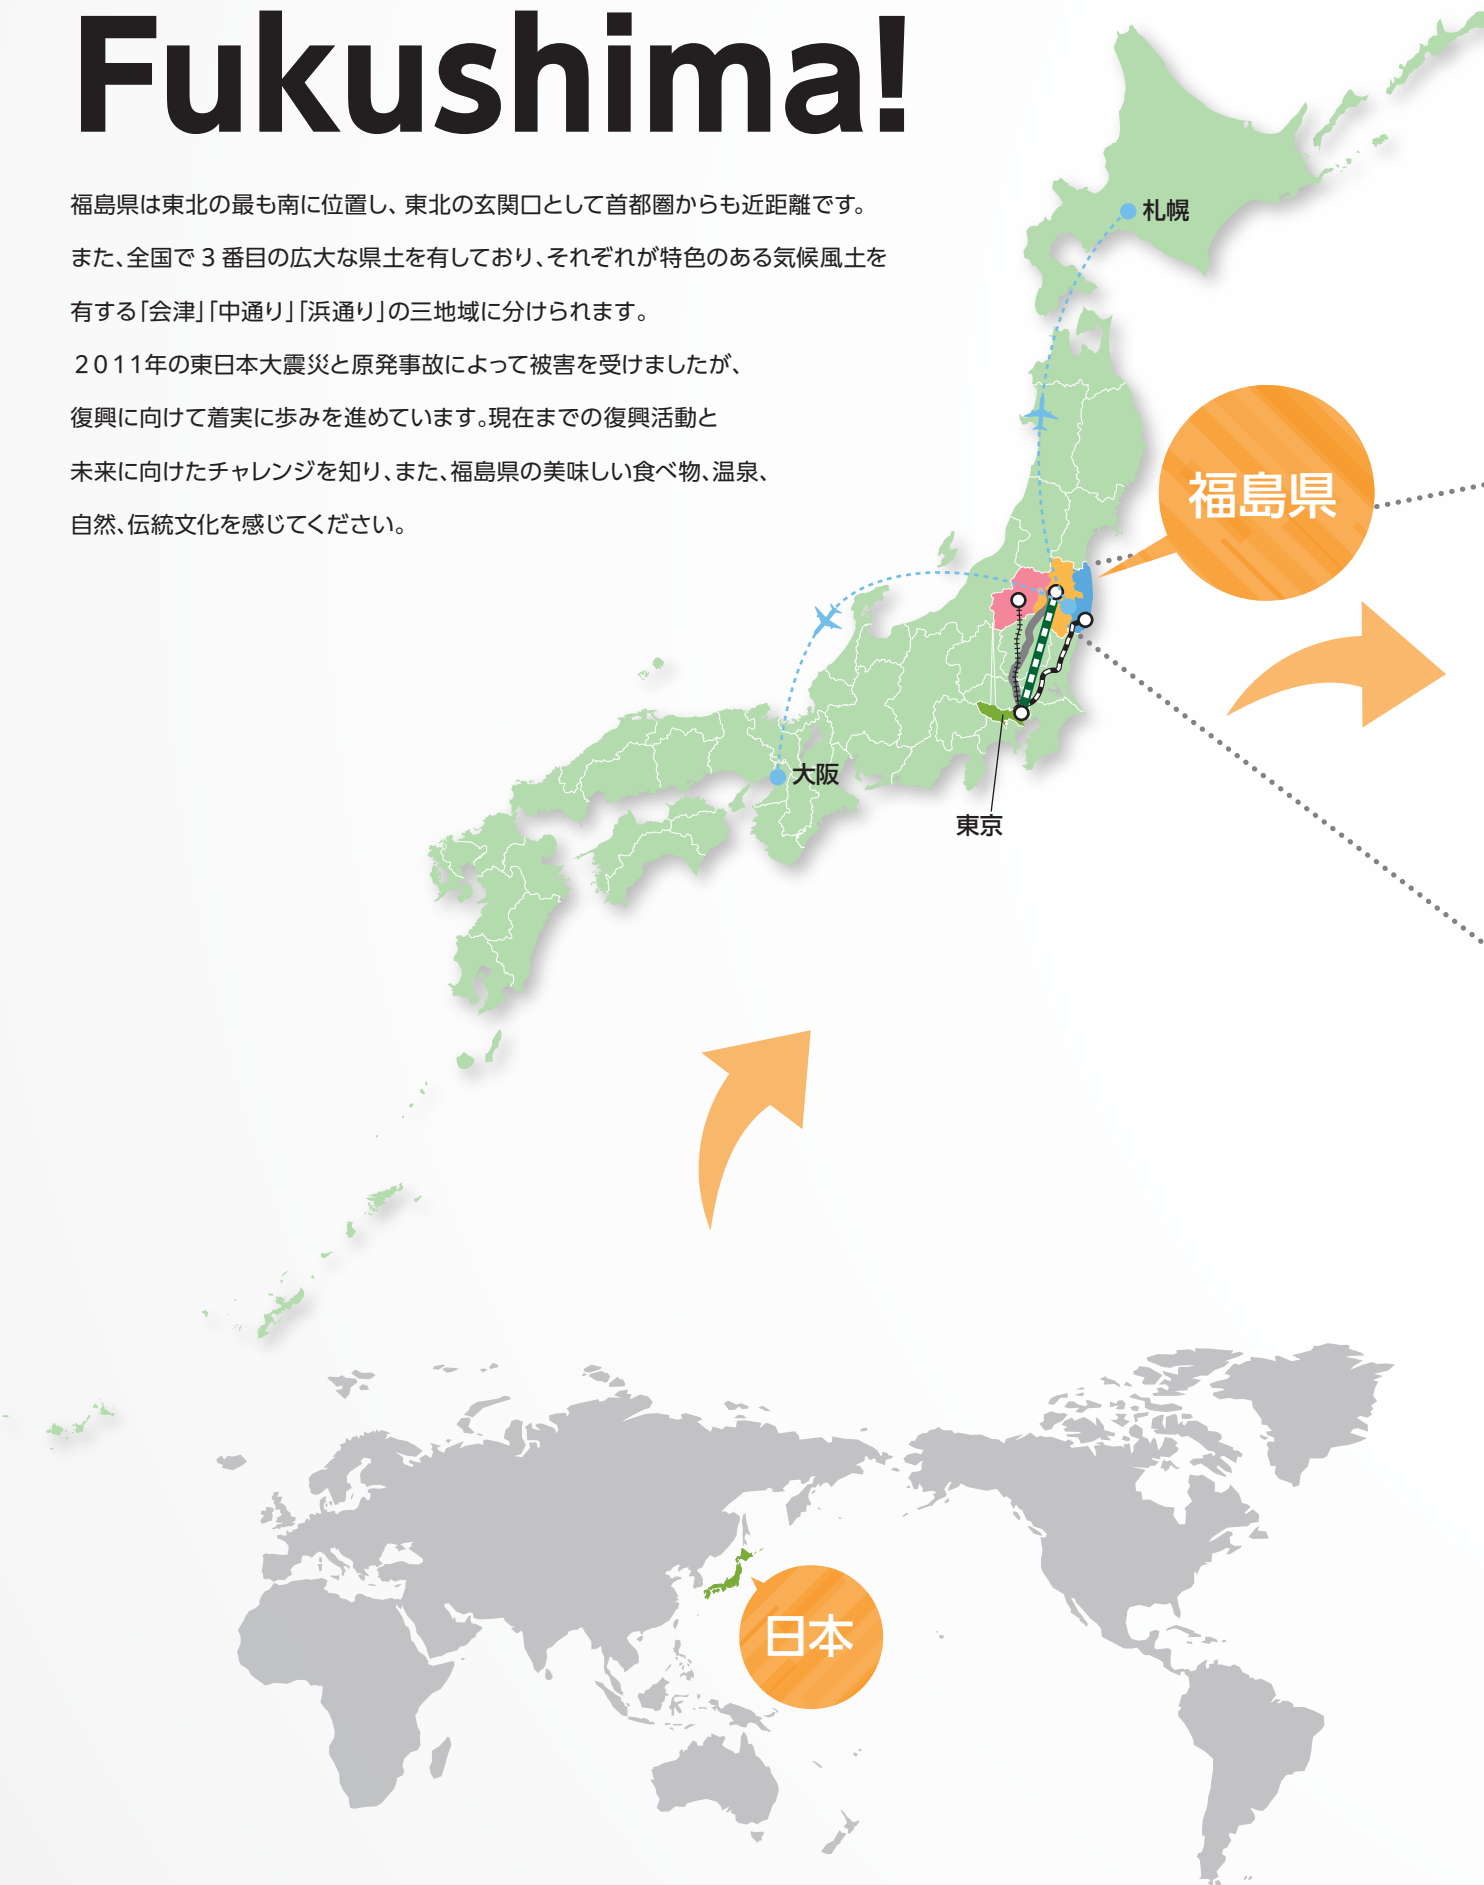 Fukushima!
福島県は東北の最も南に位置し、東北の玄関口として首都圏からも近距離です。
また、全国で３番目の広大な県土を有しており、それぞれが特色のある気候風土を
有する「会津」「中通り」「浜通り」の三地域に分けられます。
２０１１年の東日本大震災と原発事故によって被害を受けましたが、
復興に向けて着実に歩みを進めています。現在までの復興活動と
未来に向けたチャレンジを知り、また、福島県の美味しい食べ物、温泉、
自然、伝統文化を感じてください。
札幌
福島県
大阪
東京
日本